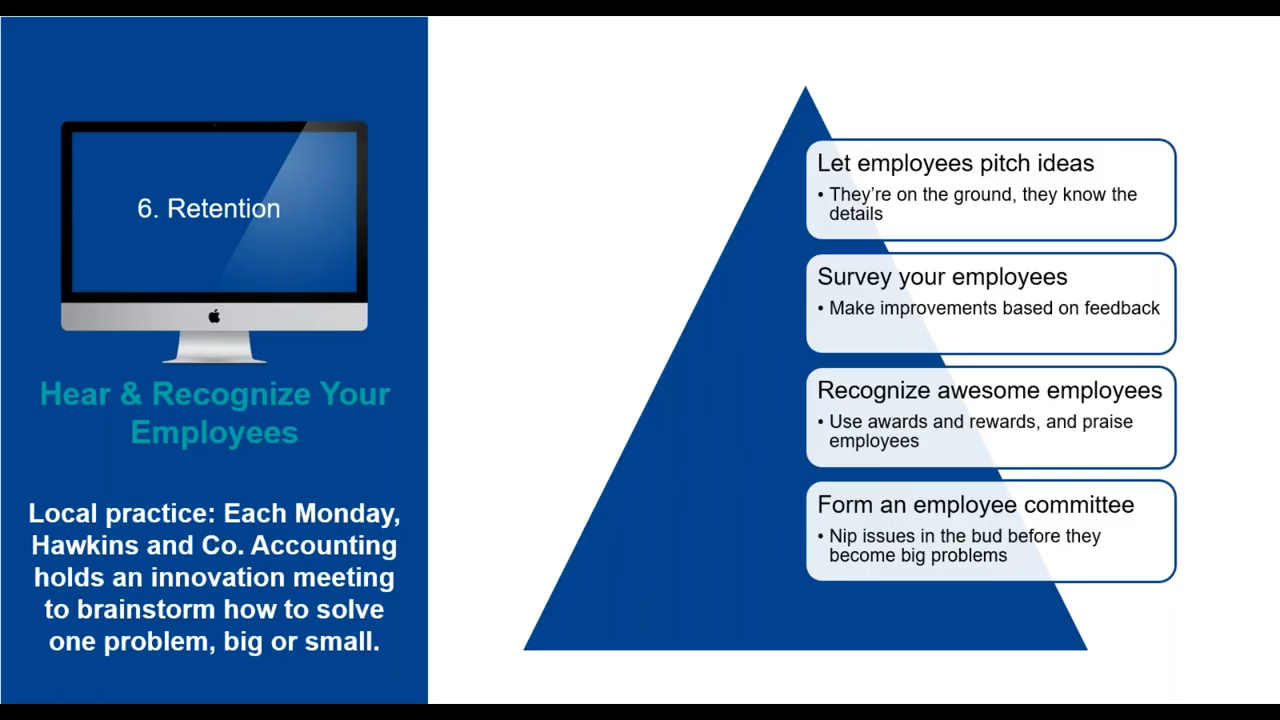 6. Retention
Hear & Recognize Your
Employees
Local practice: Each Monday,
Hawkins and Co. Accounting
holds an innovation meeting
to brainstorm how to solve
one problem, big or small.
Let employees pitch ideas
• They’re on the ground, they know the
details
Survey your employees
• Make improvements based on feedback
Recognize awesome employees
• Use awards and rewards, and praise
employees
Form an employee committee
• Nip issues in the bud before they
become big problems